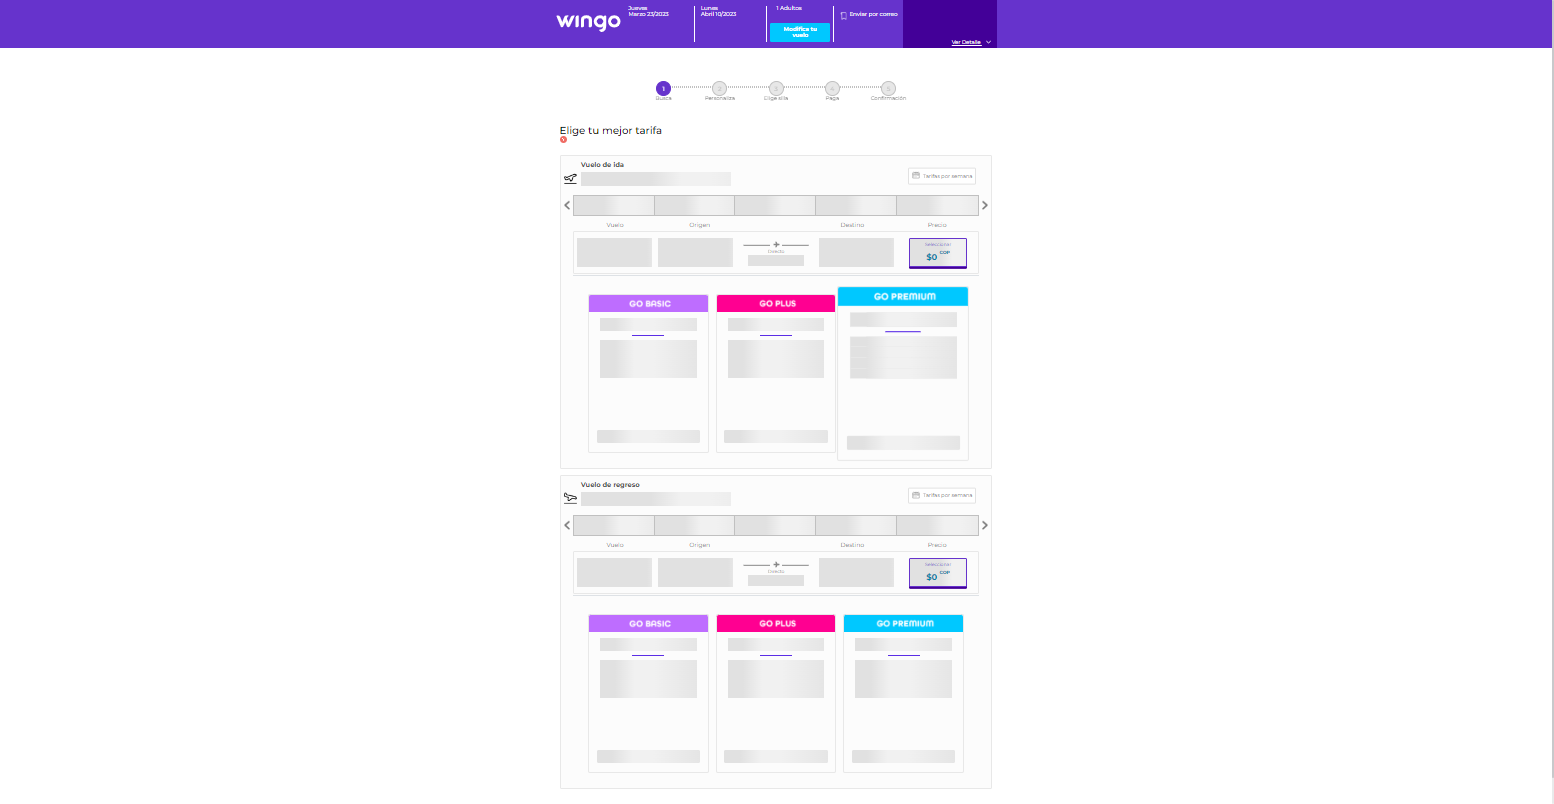 wingo
Jueves
Marzo 23/2023
Lunes
Abril 10/2023
1 Adultos
Modifica tu
vuelo
Enviar por correo
Ver Detalle
1
2
3
4
5
Busca
Personaliza
Elige silla
Paga
Confirmación
Elige tu mejor tarifa
Vuelo de ida
Tarifas por semana
Vuelo
Origen
Destino
Precio
Directo
Seleccionar
$0 COP
GO BASIC
GO PLUS
GO PREMIUM
Vuelo de regreso
Tarifas por semana
Vuelo
Origen
Destino
Precio
Directo
Seleccionar
$0 COP
GO BASIC
GO PLUS
GO PREMIUM